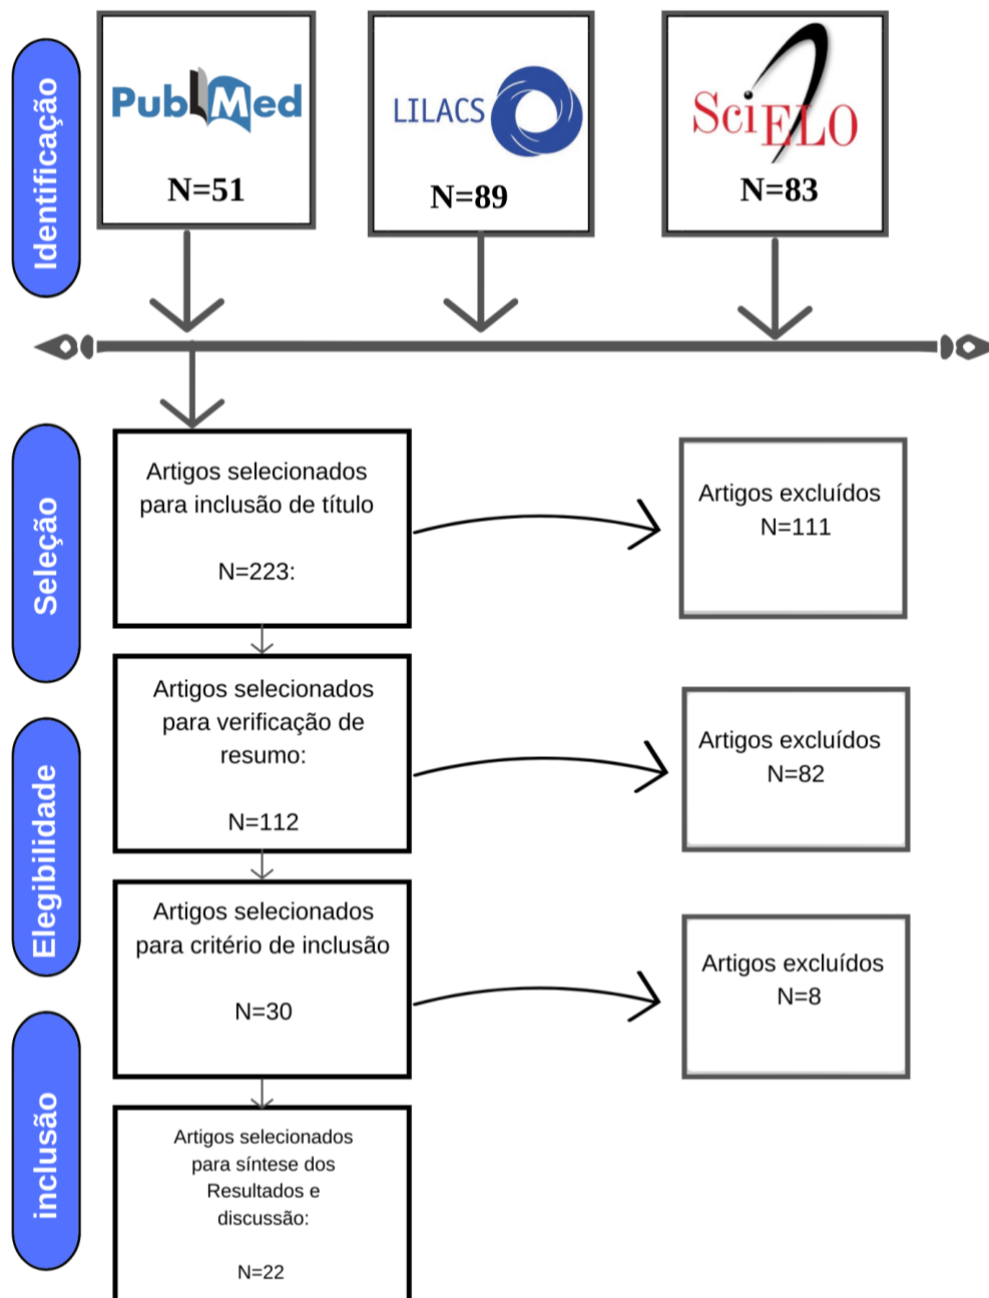 Identificação
PubMed
N=51
LILACS
N=89
SciELO
N=83
Seleção
Artigos selecionados
para inclusão de título
N=223:
Artigos excluídos
N=111
Elegibilidade
Artigos selecionados
para verificação de
resumo:
N=112
Artigos excluídos
N=82
Artigos selecionados
para critério de inclusão
N=30
Artigos excluídos
N=8
inclusão
Artigos selecionados
para síntese dos
Resultados e
discussão:
N=22